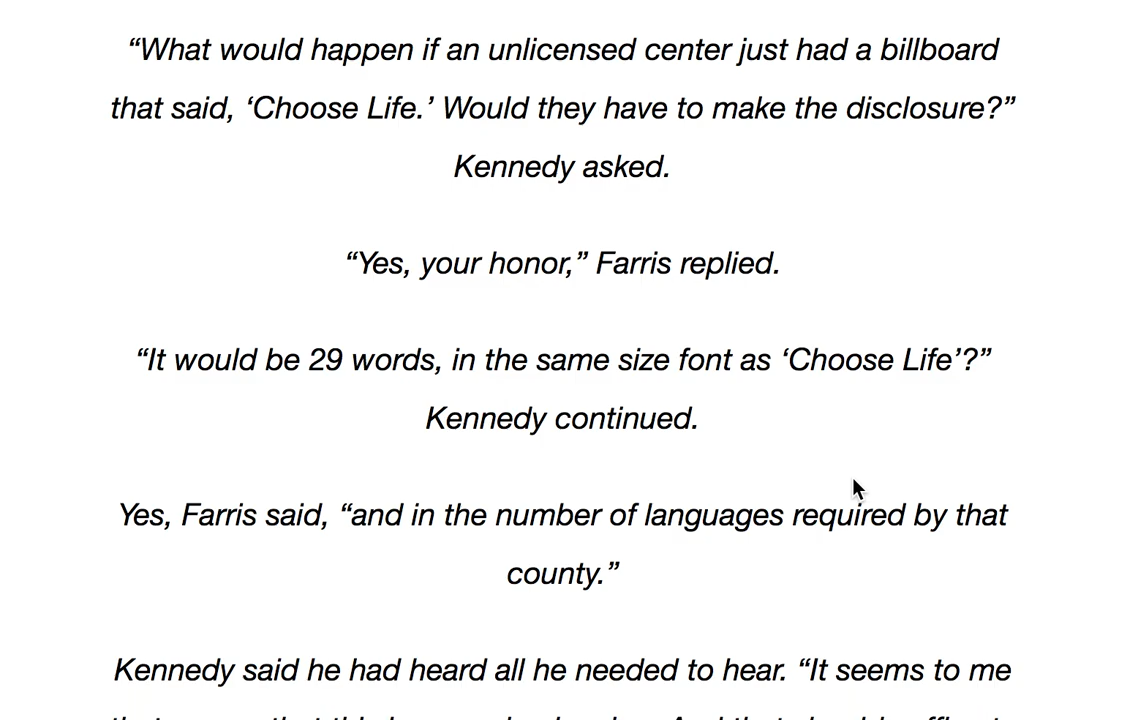 “What would happen if an unlicensed center just had a billboard
that said, ‘Choose Life.’ Would they have to make the disclosure?”
Kennedy asked.
“Yes, your honor,” Farris replied.
“It would be 29 words, in the same size font as ‘Choose Life’?”
Kennedy continued.
Yes, Farris said, “and in the number of languages required by that
county.”
Kennedy said he had heard all he needed to hear. “It seems to me